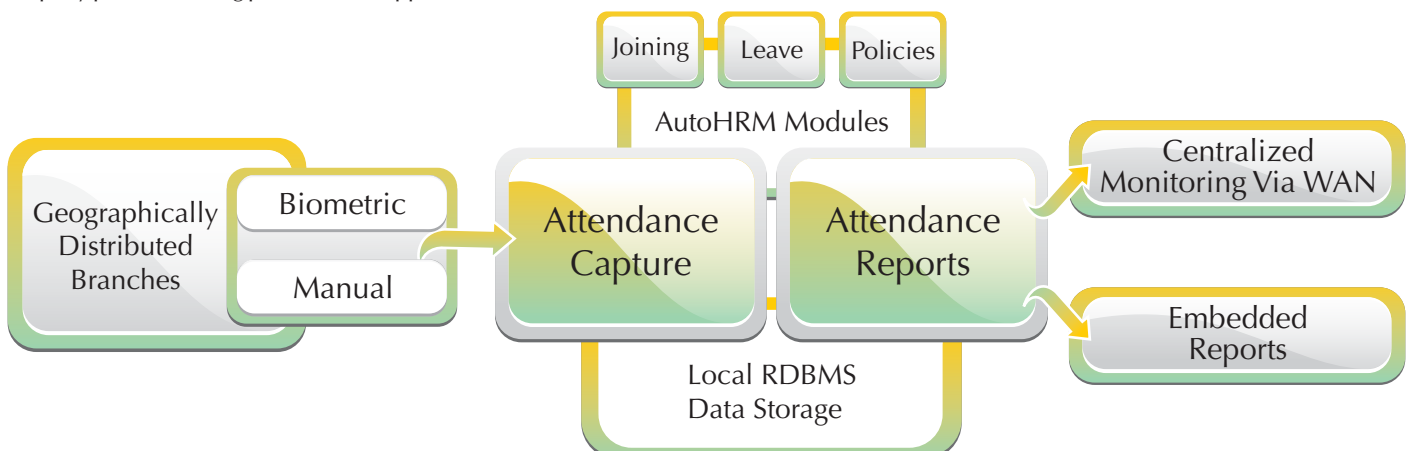 Joining
Leave
Policies
AutoHRM Modules
Geographically
Distributed
Branches
Biometric
Manual
Attendance
Capture
Attendance
Reports
Centralized
Monitoring Via WAN
Embedded
Reports
Local RDBMS
Data Storage